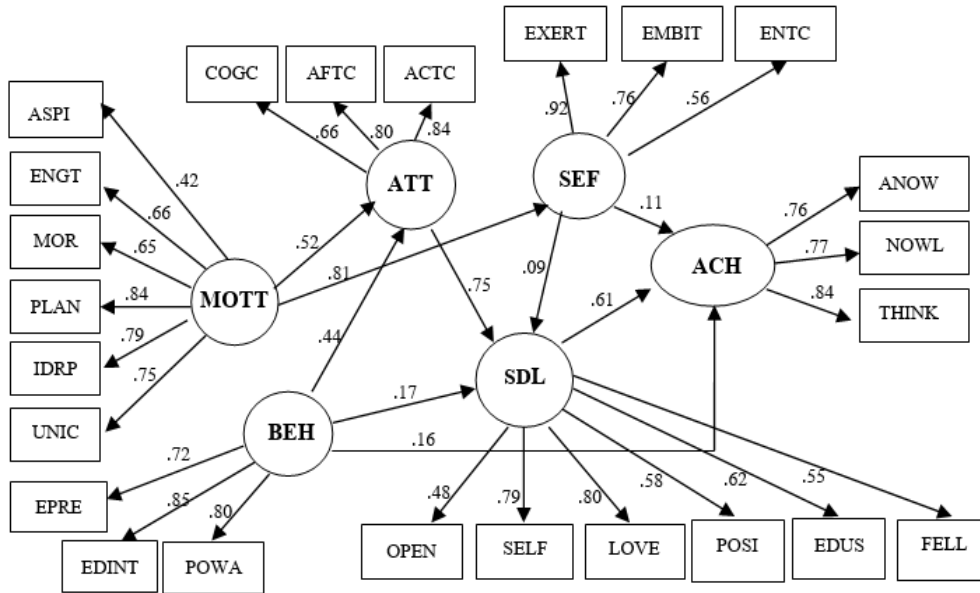 EXERT
EMBIT
ENTC
COGC
AFTC
ACTC
ASPI
.92
.76
.56
.66
.80
.84
ENGT
.42
ATT
SEF
ANOW
.66
.11
.76
MOR
.65
.52
NOWL
.81
.09
ACH
.77
PLAN
.84
MOTT
.75
.61
.84
THINK
.79
IDRP
.44
.75
SDL
UNIC
.17
BEH
.16
.72
.85
.80
.48
.79
.80
.58
.62
.55
EPRE
EDINT
POWA
OPEN
SELF
LOVE
POSI
EDUS
FELL